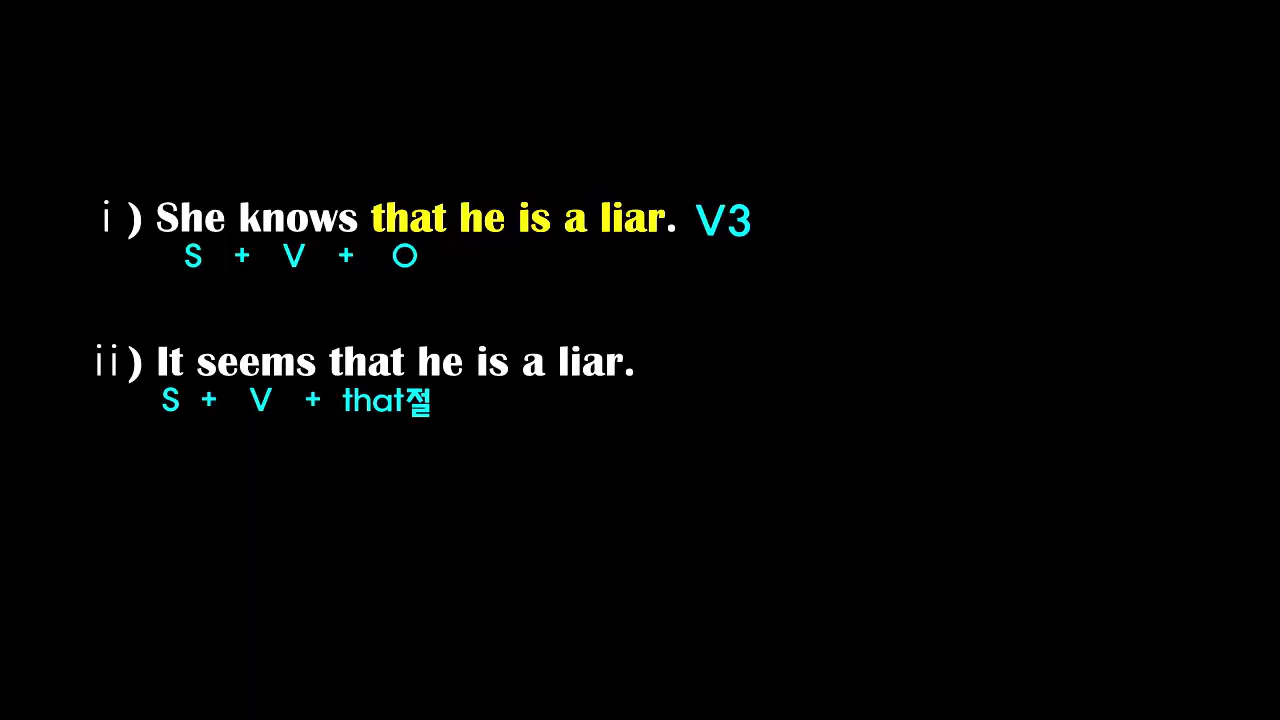 ⅰ) She knows that he is a liar. V3
S + V + O
ⅱ) It seems that he is a liar.
S + V + that절